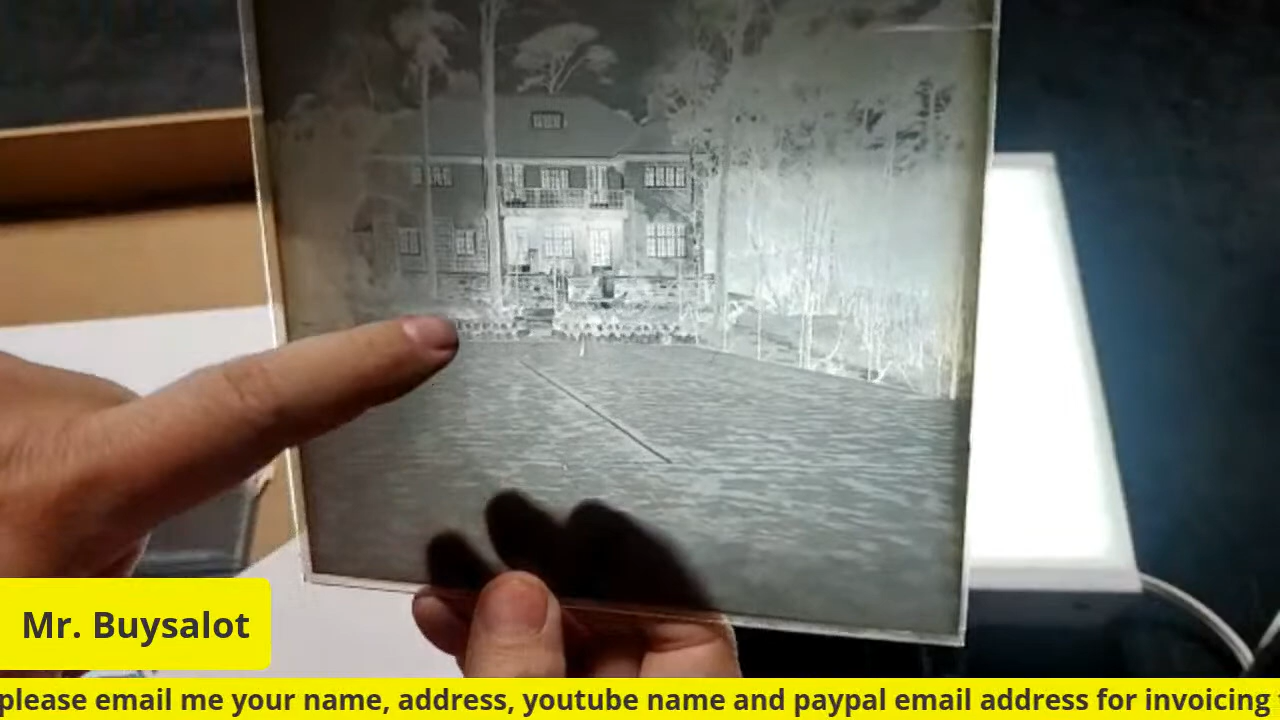 Mr. Buysalot
please email me your name, address, youtube name and paypal email address for invoicing